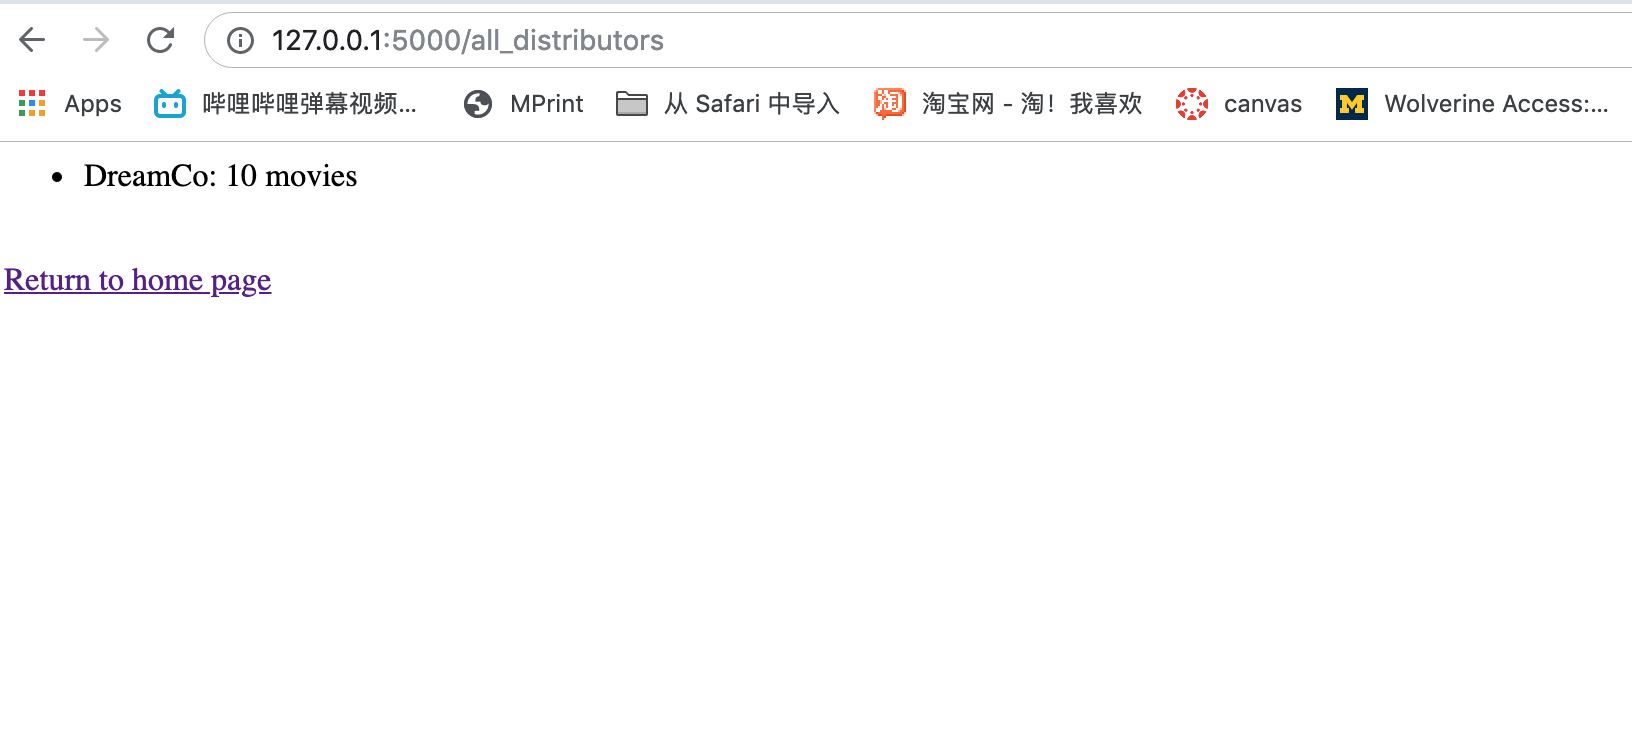 127.0.0.1:5000/all_distributors
Apps 哔哩哔哩弹幕视频... MPrint 从 Safari 中导入 淘 淘宝网 - 淘！我喜欢 canvas M Wolverine Access:...
• DreamCo: 10 movies
Return to home page